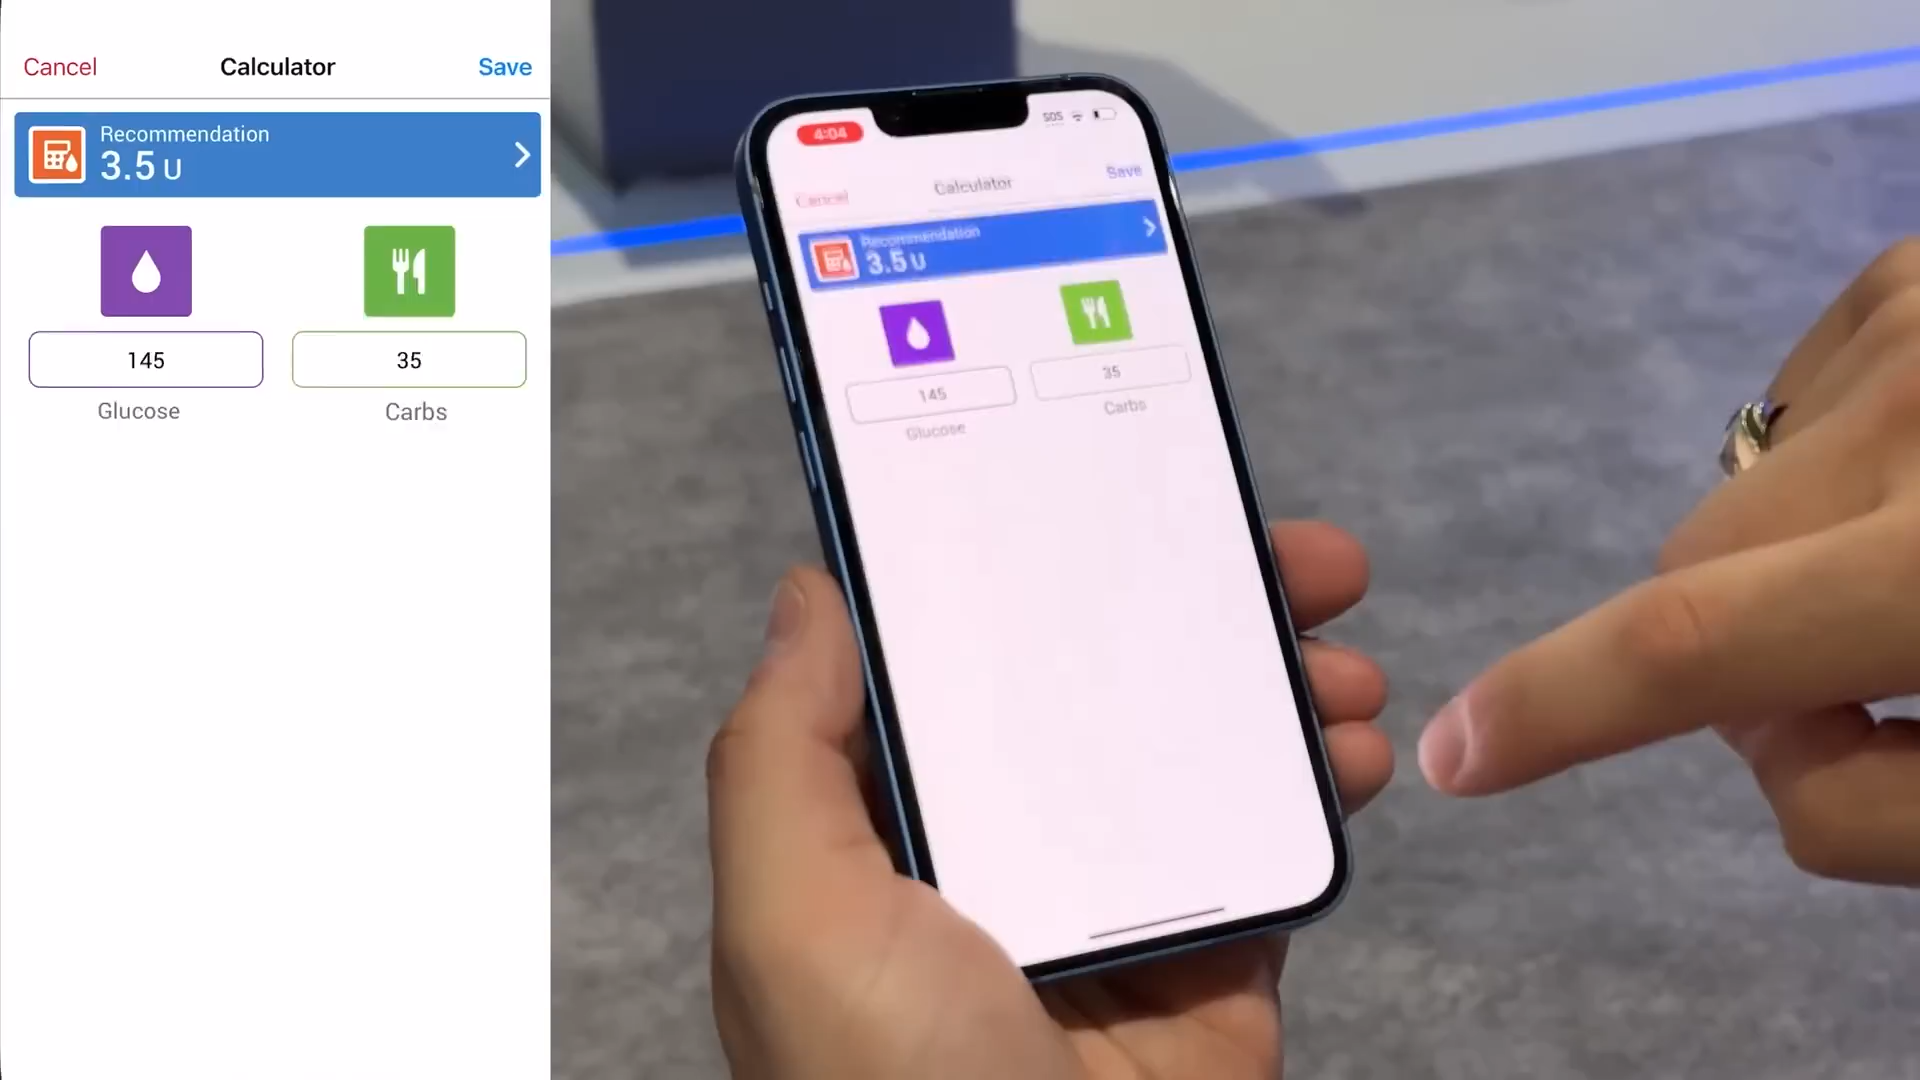 Cancel Calculator Save
Recommendation
3.5 U
145 35
Glucose Carbs
4:04 SOS
Cancel Calculator Save
Recommendation
3.5 U
145 35
Glucose Carbs